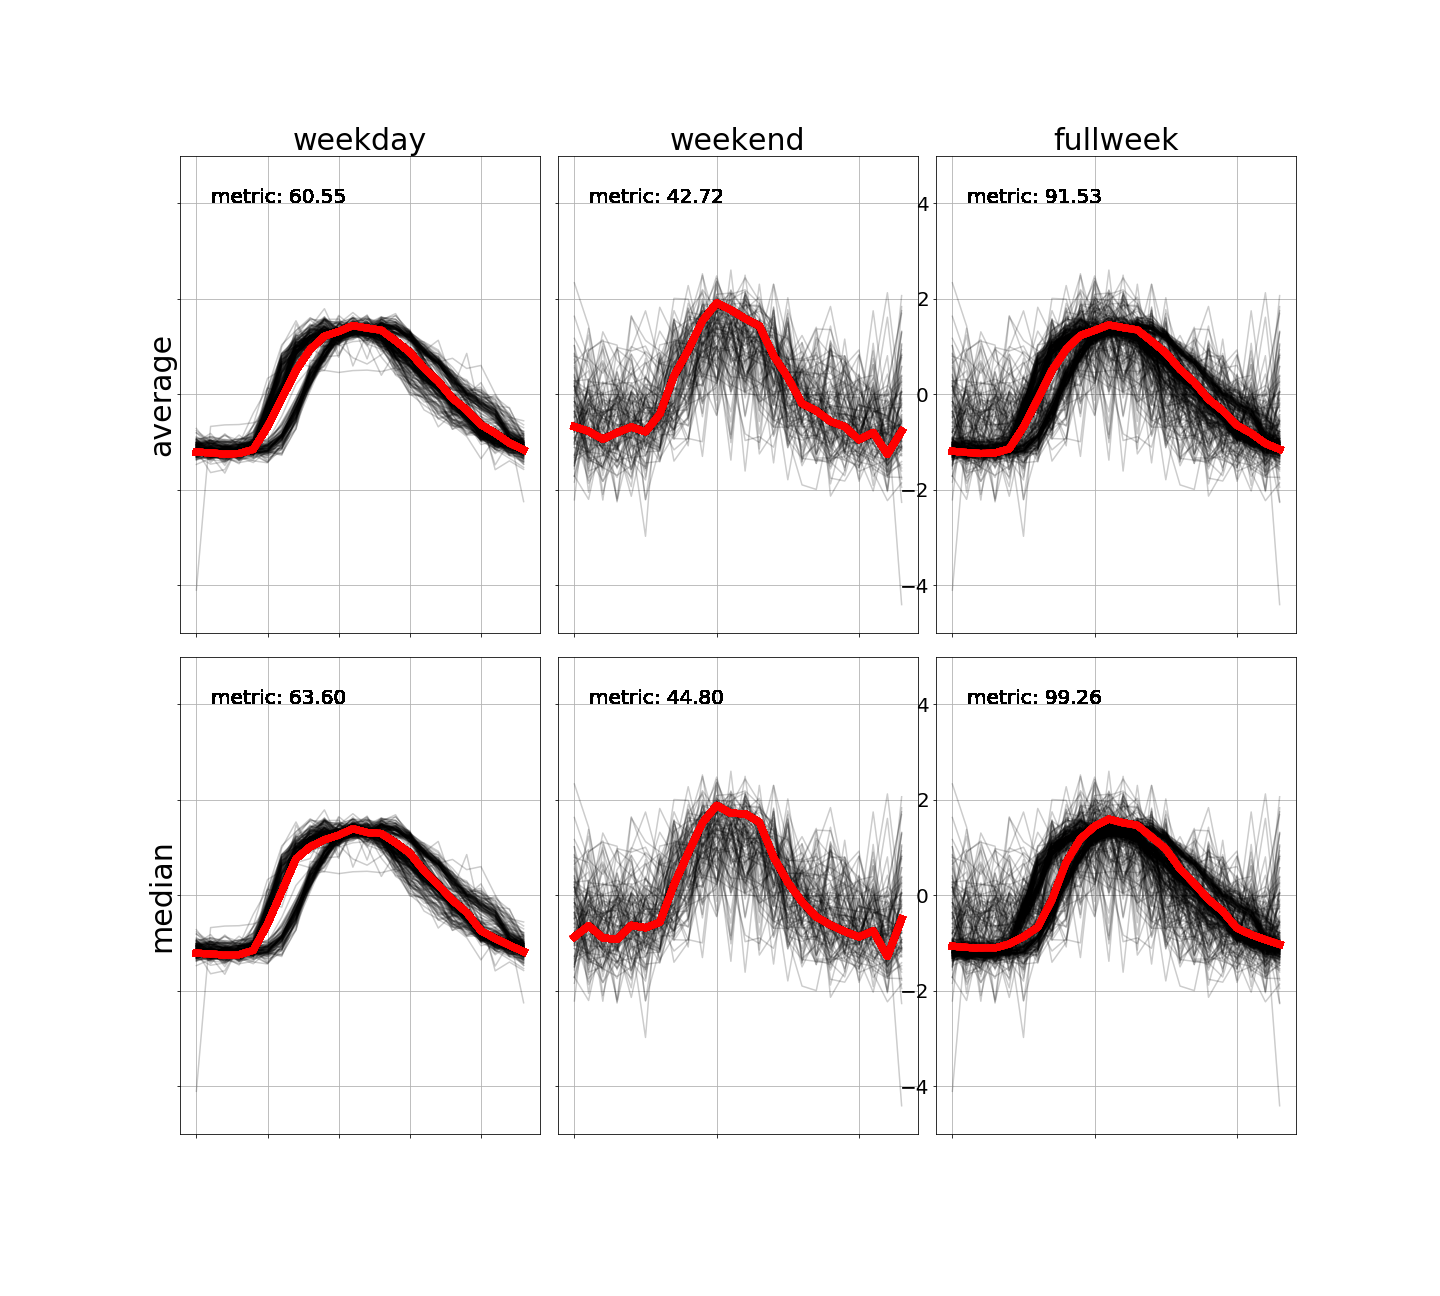 weekday
weekend
fullweek
average
metric: 60.55
metric: 42.72
metric: 91.53
4
2
0
−2
−4
median
metric: 63.60
metric: 44.80
metric: 99.26
4
2
0
−2
−4